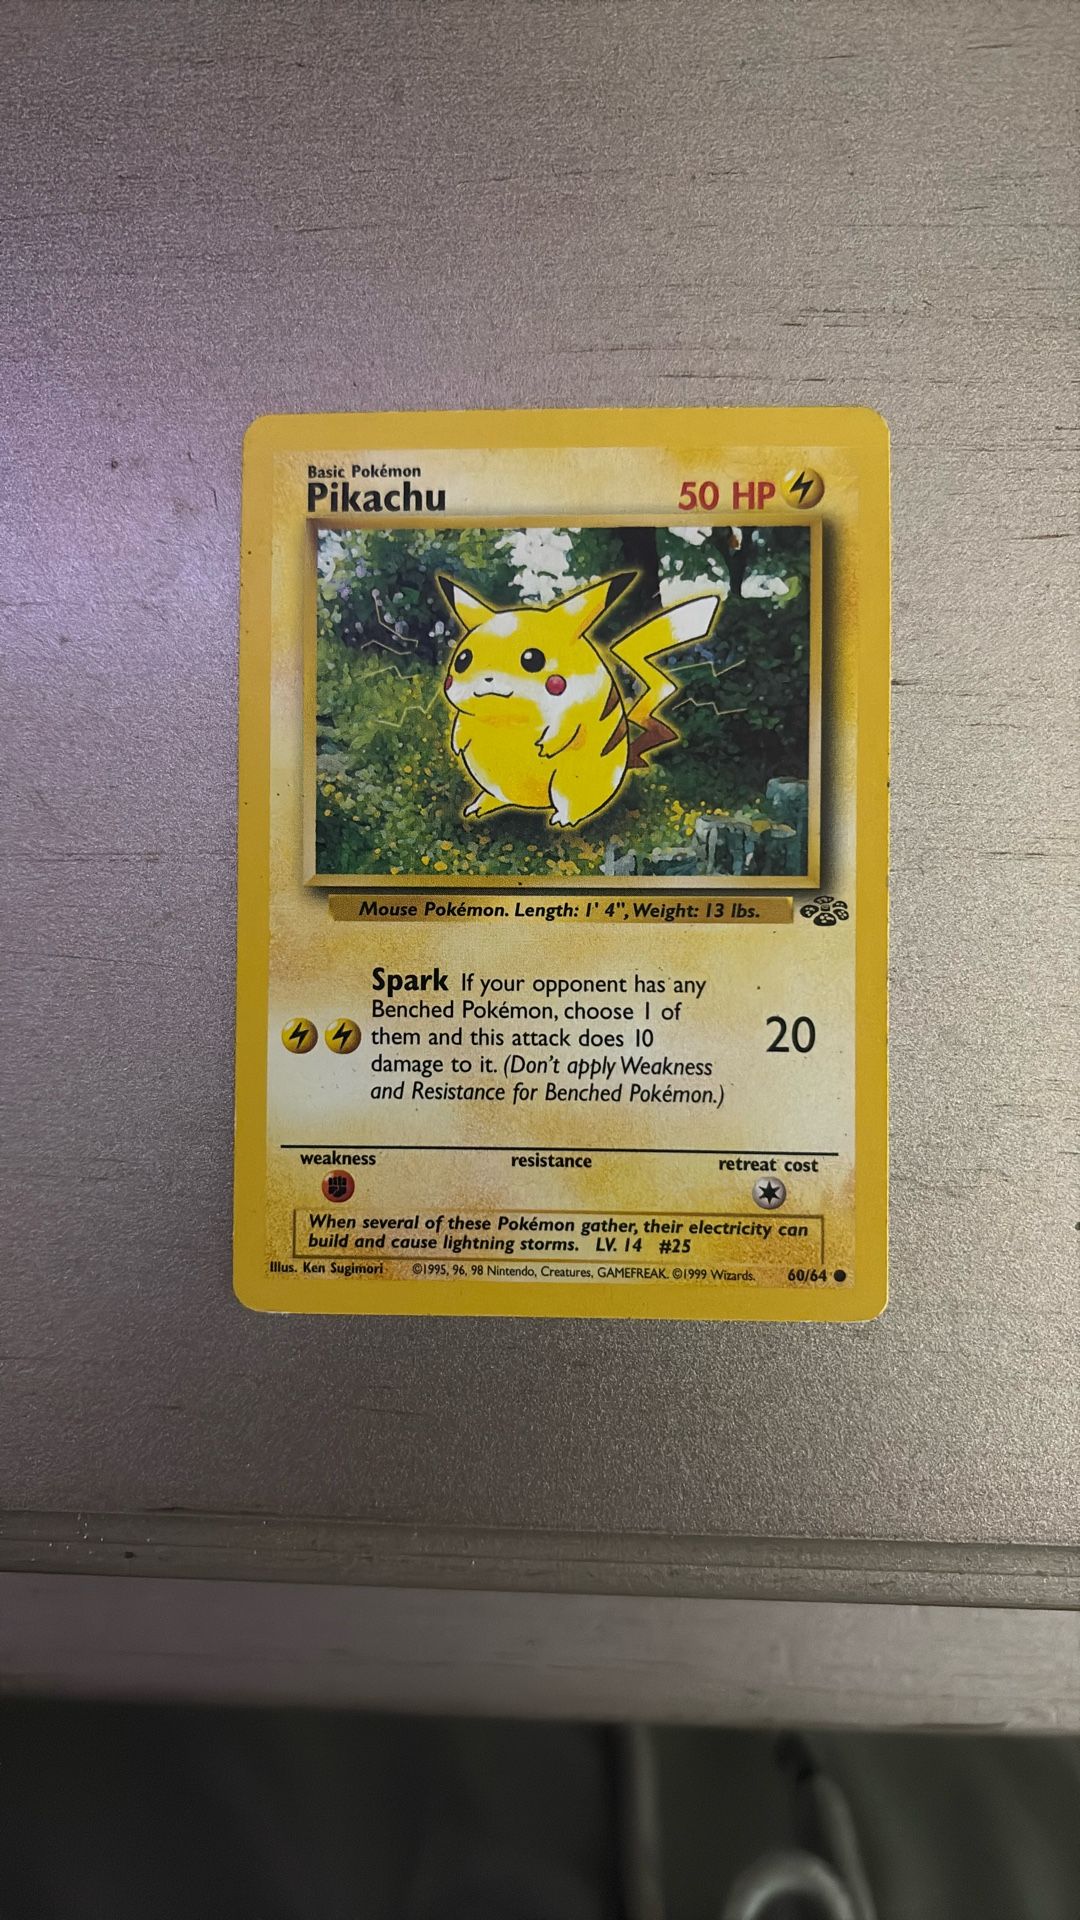 Basic Pokémon
Pikachu
50 HP
Mouse Pokémon. Length: 1' 4", Weight: 13 lbs.
Spark If your opponent has any
Benched Pokémon, choose 1 of
them and this attack does 10
damage to it. (Don't apply Weakness
and Resistance for Benched Pokémon.)
20
weakness resistance retreat cost
When several of these Pokémon gather, their electricity can
build and cause lightning storms. LV. 14 #25
Illus. Ken Sugimori ©1995, 96, 98 Nintendo, Creatures, GAMEFREAK. ©1999 Wizards. 60/64